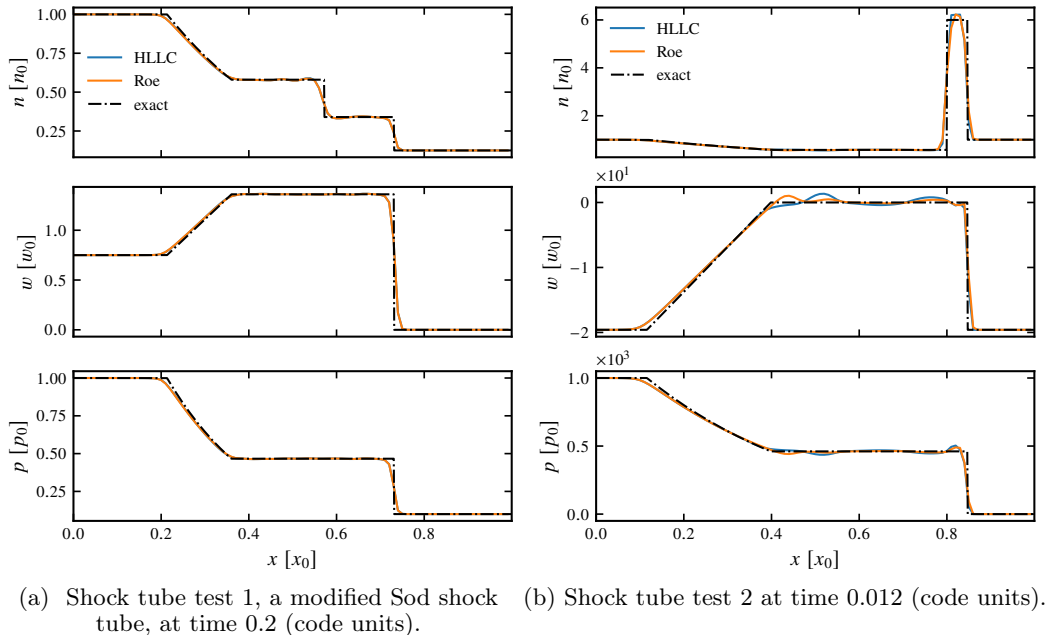 1.00
0.75
0.50
0.25
n [n₀]
HLLC
Roe
exact
1.0
0.5
0.0
w [w₀]
1.00
0.75
0.50
0.25
p [p₀]
0.0 0.2 0.4 0.6 0.8
x [x₀]
(a) Shock tube test 1, a modified Sod shock
tube, at time 0.2 (code units).
6
4
2
n [n₀]
HLLC
Roe
exact
×10¹
0
−1
−2
w [w₀]
×10³
1.0
0.5
0.0
p [p₀]
0.0 0.2 0.4 0.6 0.8
x [x₀]
(b) Shock tube test 2 at time 0.012 (code units).